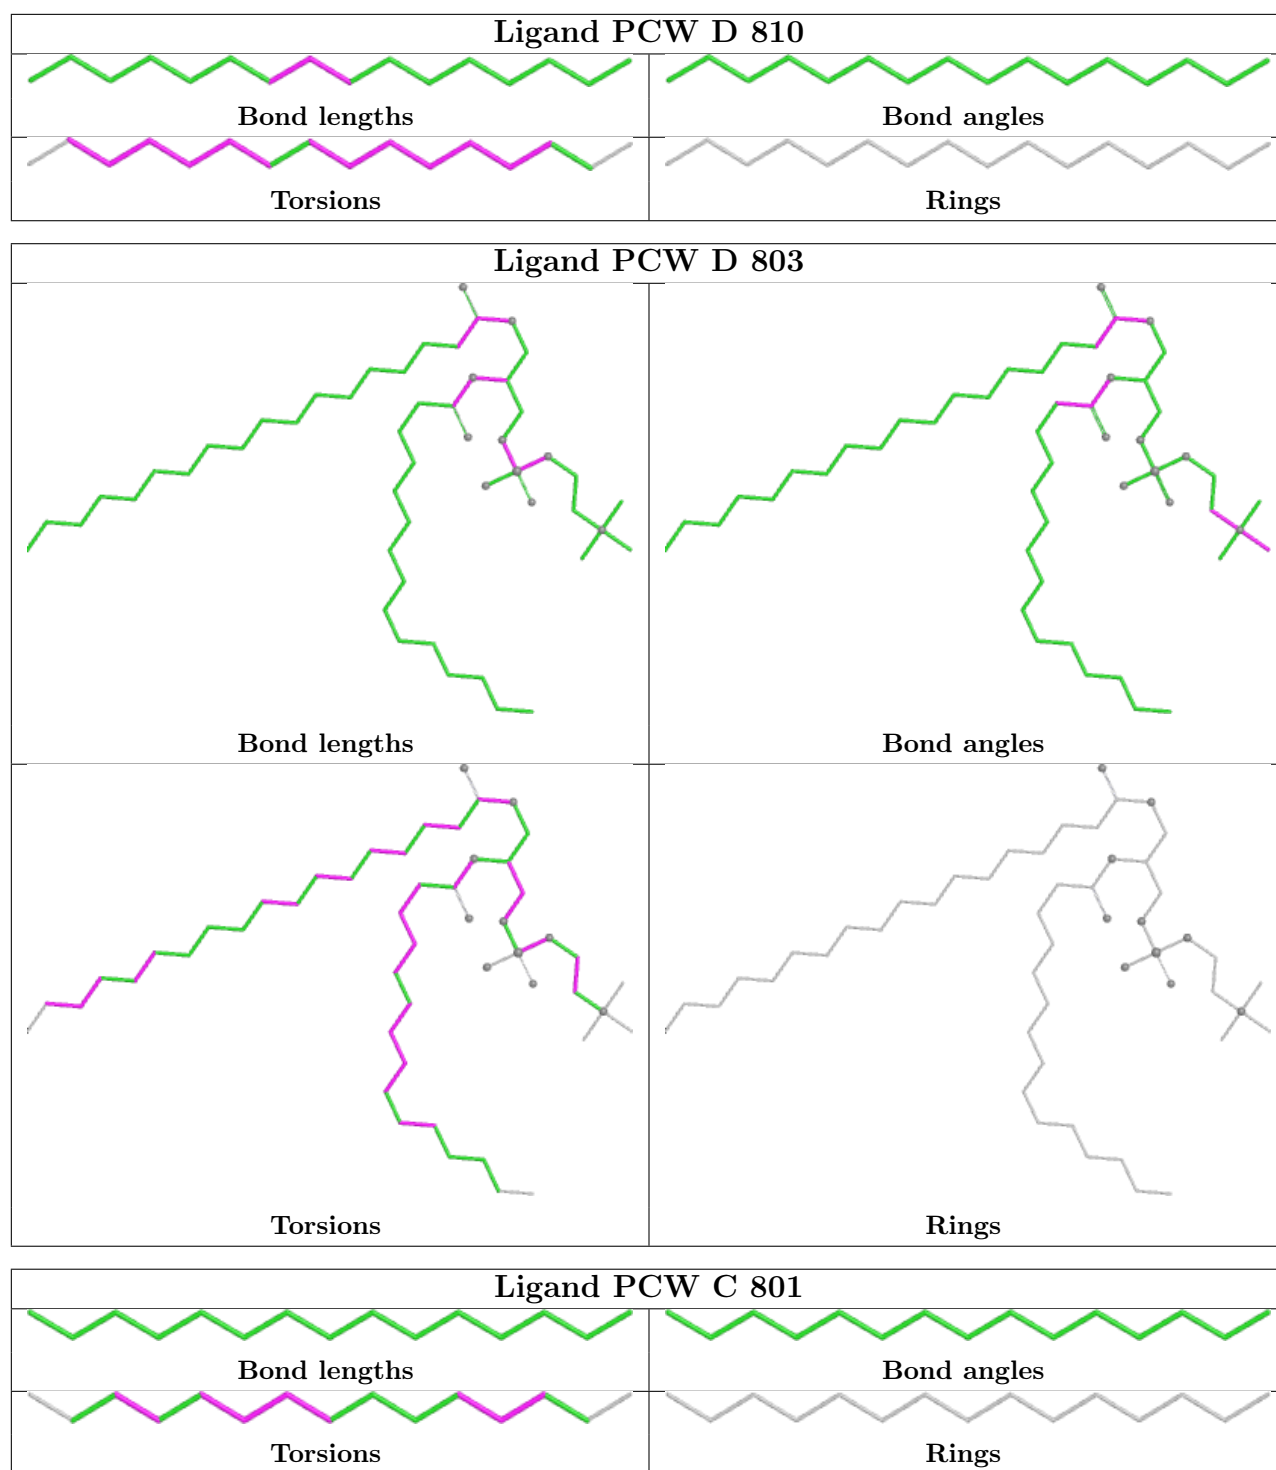 Ligand PCW D 810
Bond lengths
Bond angles
Torsions
Rings
Ligand PCW D 803
Bond lengths
Bond angles
Torsions
Rings
Ligand PCW C 801
Bond lengths
Bond angles
Torsions
Rings